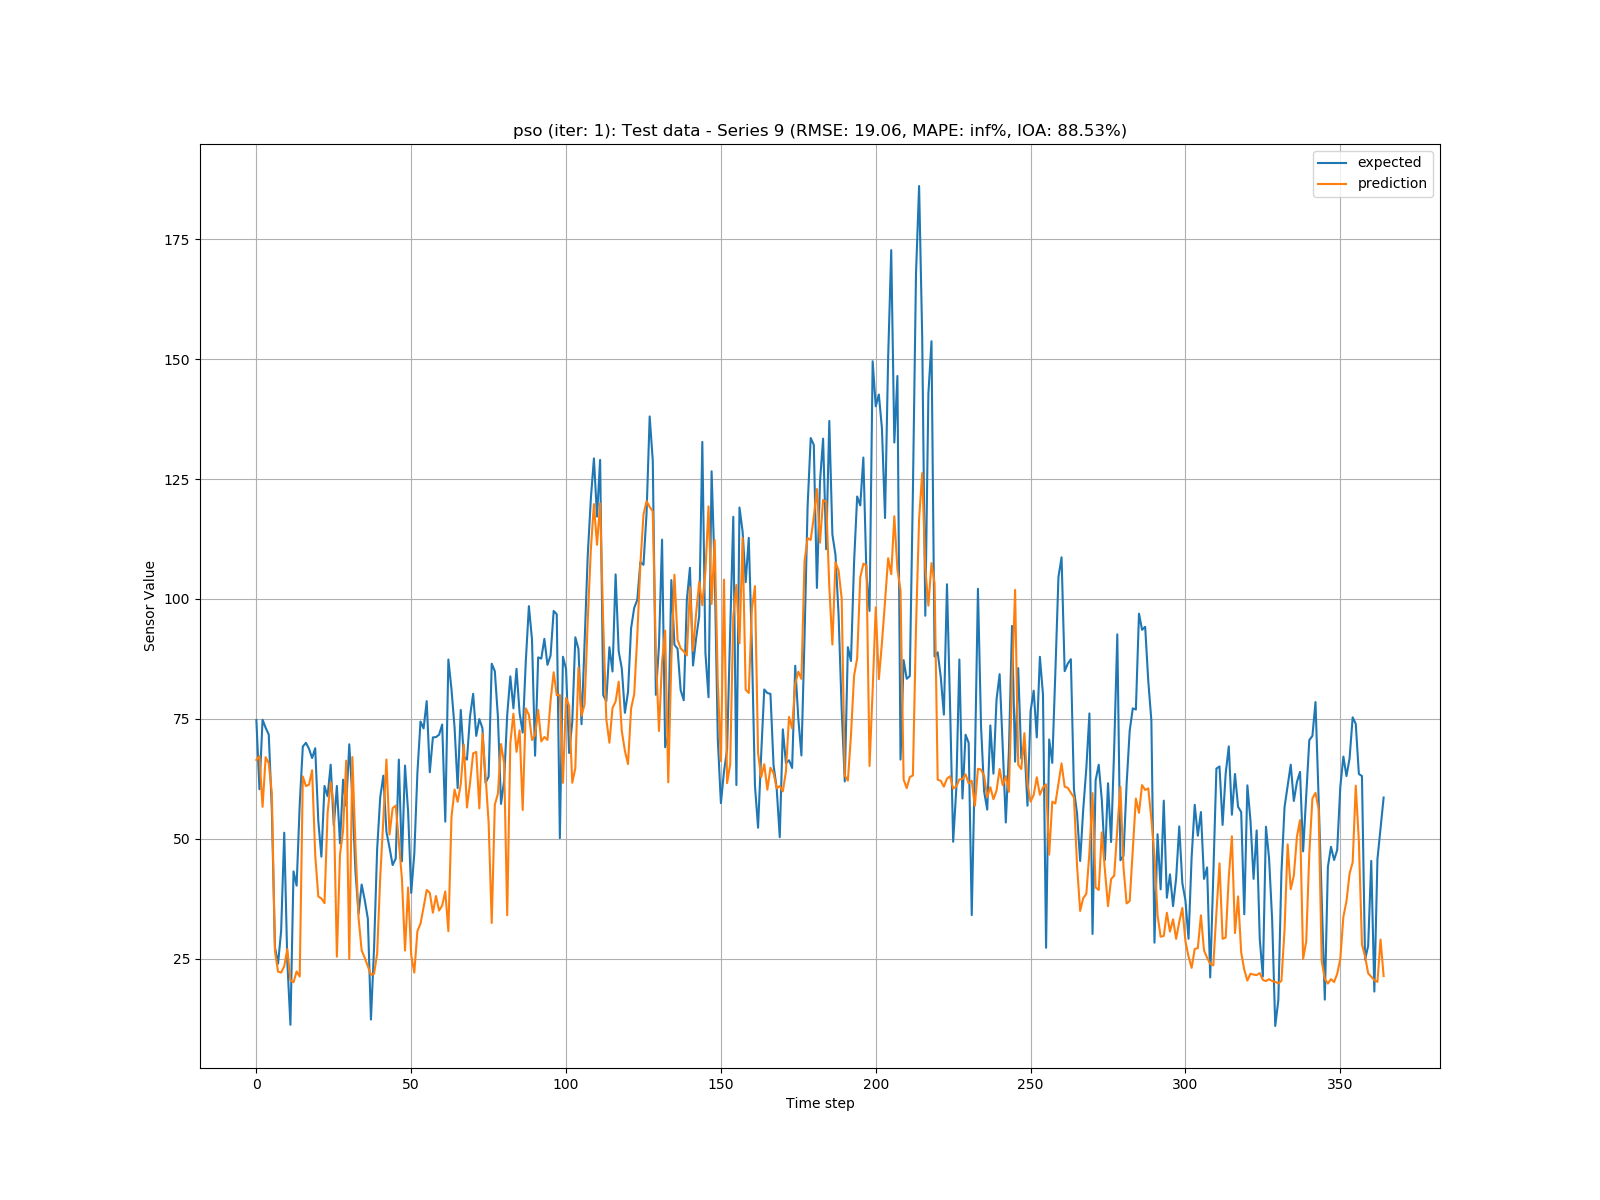 pso (iter: 1): Test data - Series 9 (RMSE: 19.06, MAPE: inf%, IOA: 88.53%)
expected
prediction
Sensor Value
175
150
125
100
75
50
25
0 50 100 150 200 250 300 350
Time step